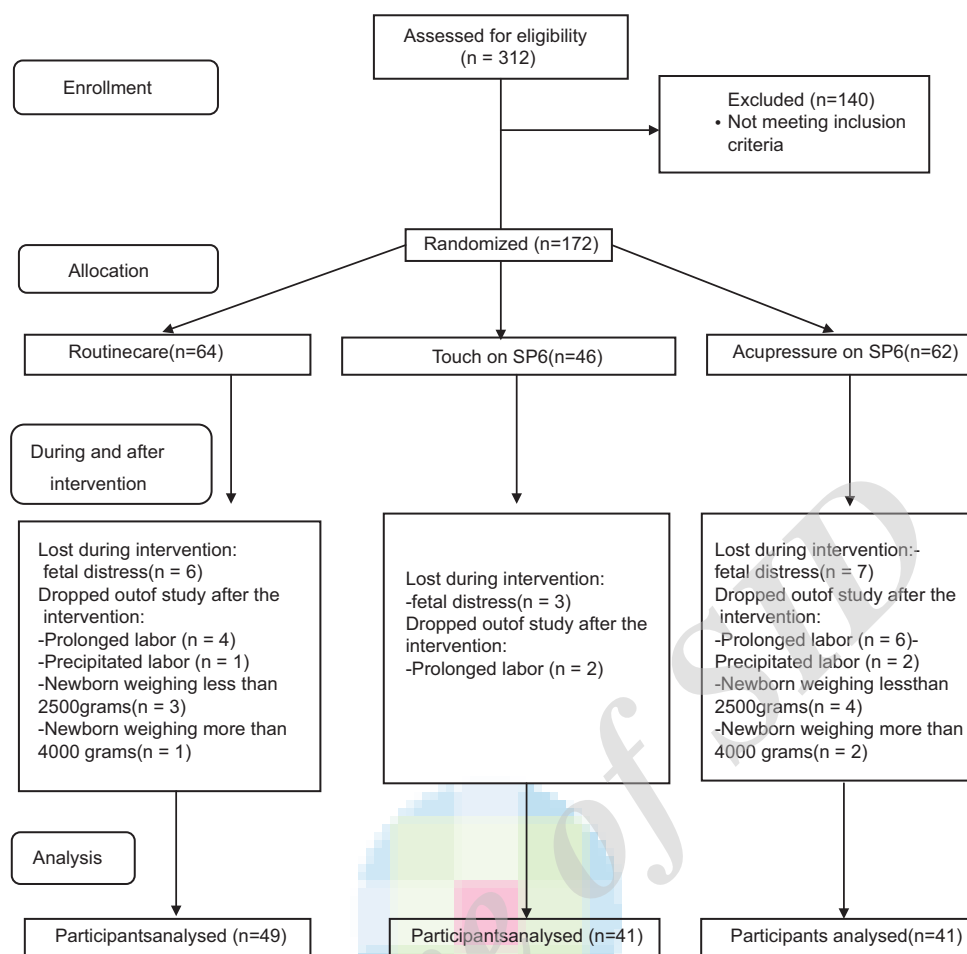 Assessed for eligibility
(n = 312)
Enrollment
Excluded (n=140)
• Not meeting inclusion
criteria
Randomized (n=172)
Allocation
Routinecare(n=64)
Touch on SP6(n=46)
Acupressure on SP6(n=62)
During and after
intervention
Lost during intervention:
fetal distress(n = 6)
Dropped outof study after the
intervention:
-Prolonged labor (n = 4)
-Precipitated labor (n = 1)
-Newborn weighing less than
2500grams(n = 3)
-Newborn weighing more than
4000 grams(n = 1)
Lost during intervention:
-fetal distress(n = 3)
Dropped outof study after the
intervention:
-Prolonged labor (n = 2)
Lost during intervention:-
fetal distress(n = 7)
Dropped outof study after the
intervention:
-Prolonged labor (n = 6)-
Precipitated labor (n = 2)
-Newborn weighing lessthan
2500grams(n = 4)
-Newborn weighing more than
4000 grams(n = 2)
Analysis
Participantsanalysed (n=49)
Participantsanalysed (n=41)
Participants analysed(n=41)
of SID